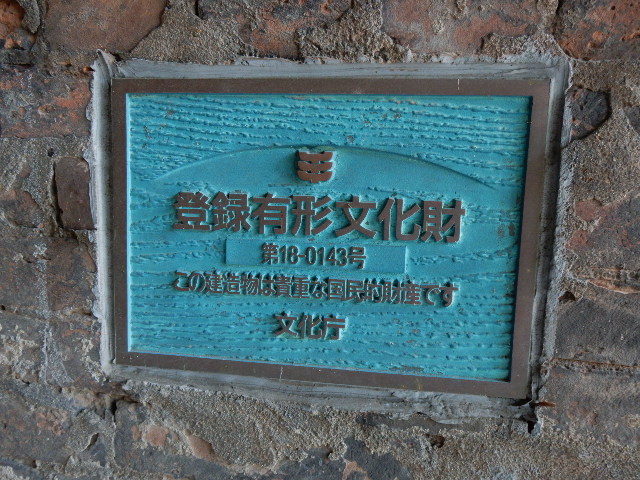 登録有形文化財
第18-0143号
この建造物は貴重な国民的財産です
文化庁